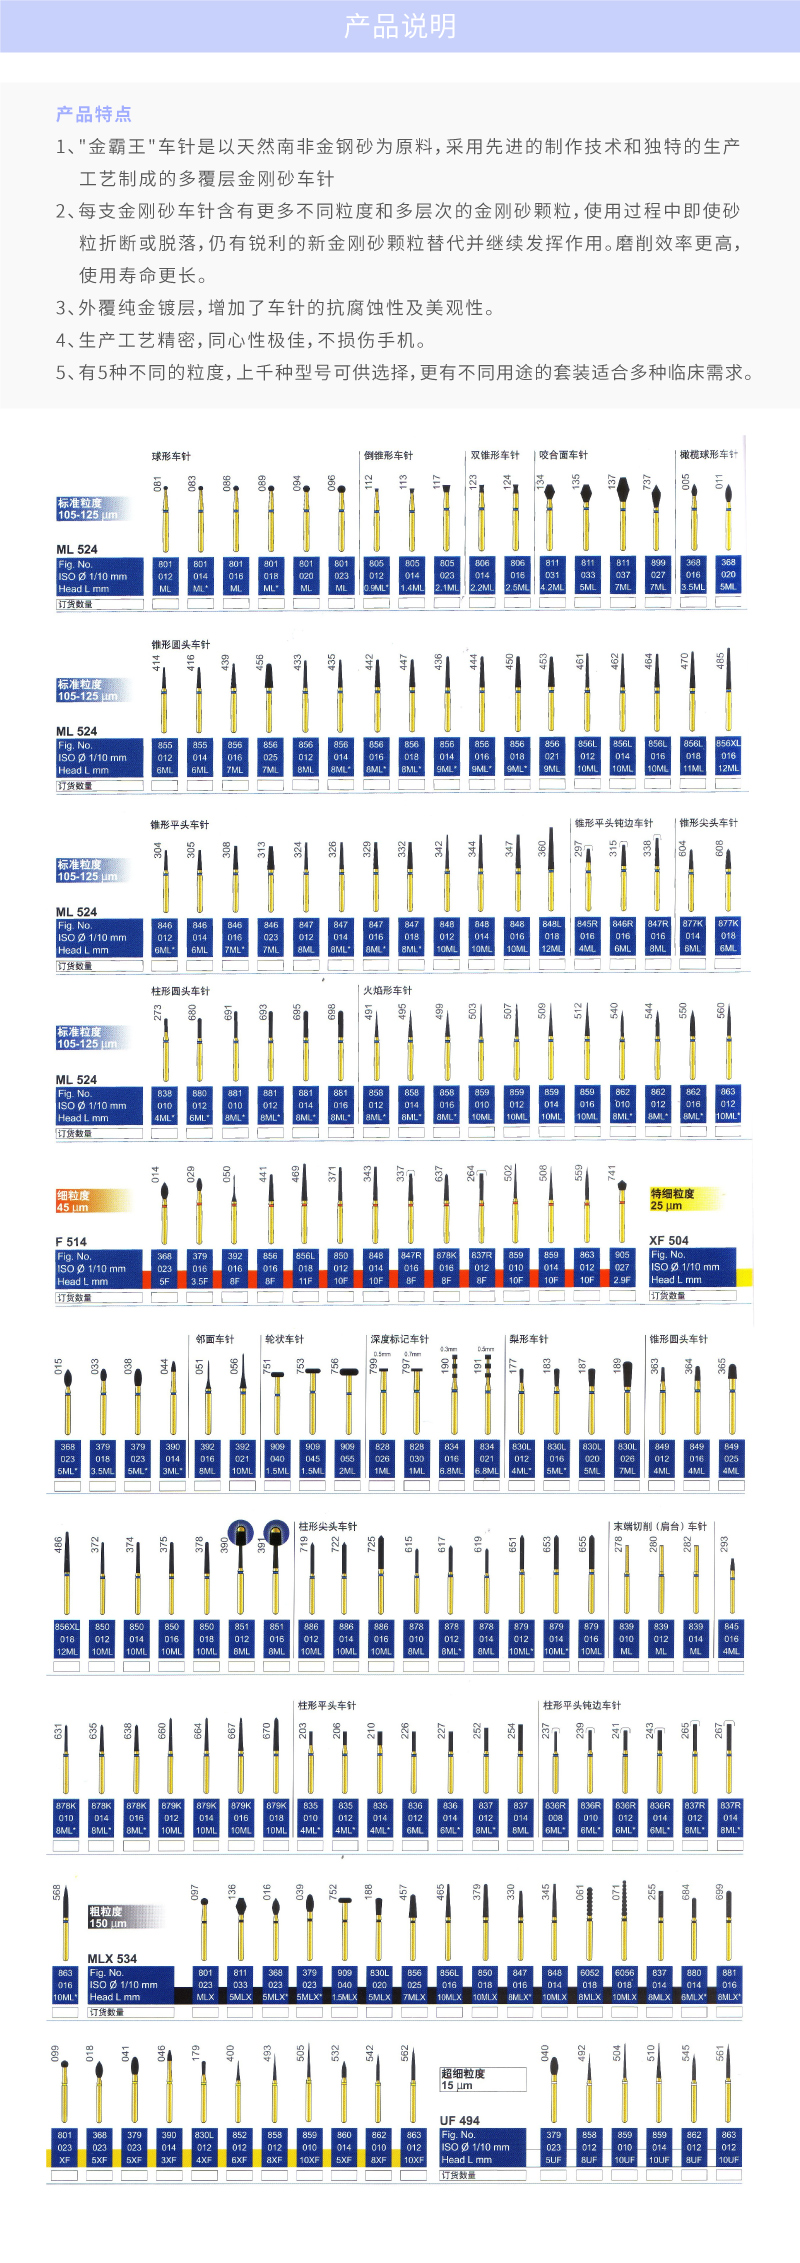 产品说明
产品特点
1、"金霸王"车针是以天然南非金钢砂为原料,采用先进的制作技术和独特的生产
工艺制成的多覆层金刚砂车针
2、每支金刚砂车针含有更多不同粒度和多层次的金刚砂颗粒,使用过程中即使砂
粒折断或脱落,仍有锐利的新金刚砂颗粒替代并继续发挥作用。磨削效率更高,
使用寿命更长。
3、外覆纯金镀层,增加了车针的抗腐蚀性及美观性。
4、生产工艺精密,同心性极佳,不损伤手机。
5、有5种不同的粒度,上千种型号可供选择,更有不同用途的套装适合多种临床需求。
球形车针 倒锥形车针 双锥形车针 咬合面车针 橄榄球形车针
081 083 086 089 094 096 112 113 117 123 124 134 135 137 737 005 011
标准粒度
105-125 µm
ML 524
Fig. No. 801 801 801 801 801 801 805 805 805 806 806 811 811 811 899 368 368
ISO Ø 1/10 mm 012 014 016 018 020 023 012 014 023 014 016 031 033 037 027 016 020
Head L mm ML ML* ML ML* ML ML 0.9ML* 1.4ML 2.1ML 2.2ML 2.5ML 4.2ML 5ML 7ML 7ML 3.5ML 5ML
订货数量
锥形圆头车针
414 416 439 456 433 435 442 447 436 444 450 453 461 462 464 470 485
标准粒度
105-125 µm
ML 524
Fig. No. 855 855 856 856 856 856 856 856 856 856 856 856 856L 856L 856L 856L 856XL
ISO Ø 1/10 mm 012 014 016 025 012 014 016 018 014 016 018 021 012 014 016 018 016
Head L mm 6ML 6ML 7ML 7ML 8ML 8ML* 8ML* 8ML* 9ML* 9ML* 9ML* 9ML 10ML 10ML 10ML 11ML 12ML
订货数量
锥形平头车针 锥形平头钝边车针 锥形尖头车针
304 305 308 313 324 326 329 332 342 344 347 360 297 315 338 604 608
标准粒度
105-125 µm
ML 524
Fig. No. 846 846 846 846 847 847 847 847 848 848 848 848L 845R 846R 847R 877K 877K
ISO Ø 1/10 mm 012 014 016 023 012 014 016 018 012 014 016 018 016 016 016 014 018
Head L mm 6ML* 6ML 7ML* 7ML 8ML 8ML* 8ML* 8ML* 10ML 10ML 10ML 12ML 4ML 6ML 8ML 6ML 6ML
订货数量
柱形圆头车针 火焰形车针
273 680 691 693 695 698 491 495 499 503 507 509 512 540 544 550 560
标准粒度
105-125 µm
ML 524
Fig. No. 838 880 881 881 881 881 858 858 858 859 859 859 859 862 862 862 863
ISO Ø 1/10 mm 010 012 010 012 014 016 012 014 016 010 012 014 016 010 012 016 012
Head L mm 4ML* 6ML* 8ML* 8ML* 8ML* 8ML* 8ML* 8ML* 8ML* 10ML 10ML 10ML 10ML 8ML* 8ML* 8ML* 10ML*
订货数量
014 029 050 441 469 371 343 337 637 264 502 508 559 741
细粒度 特细粒度
45 µm 25 µm
F 514 XF 504
Fig. No. 368 379 392 856 856L 850 848 847R 878K 837R 859 859 863 905 Fig. No.
ISO Ø 1/10 mm 023 018 016 016 016 012 014 016 016 012 010 014 012 027 ISO Ø 1/10 mm
Head L mm 5F 3.5F 8F 8F 11F 10F 10F 8F 8F 8F 10F 10F 10F 2.9F Head L mm
订货数量 订货数量
邻面车针 轮状车针 深度标记车针 梨形车针 锥形圆头车针
0.5mm 0.7mm 0.3mm 0.5mm
015 033 038 044 051 056 751 753 756 799 797 190 191 177 183 187 189 363 364 365
368 379 379 390 392 392 909 909 909 828 828 834 834 830L 830L 830L 830L 849 849 849
023 018 023 014 016 021 040 045 055 026 030 016 021 012 016 020 026 012 016 025
5ML* 3.5ML 5ML* 3ML* 8ML 10ML 1.5ML 1.5ML 2ML 1ML 1ML 6.8ML 6.8ML 4ML* 5ML* 5ML 7ML 4ML 4ML 4ML
柱形尖头车针 末端切削(肩台)车针
486 372 374 375 378 390 391 719 722 725 615 617 619 651 653 655 278 280 282 293
856XL 850 850 850 850 851 851 886 886 886 878 878 878 879 879 879 839 839 839 845
018 012 014 016 018 012 016 012 014 016 010 012 014 012 014 016 010 012 014 016
12ML 10ML 10ML 10ML 10ML 8ML 8ML 10ML 10ML 10ML 8ML 8ML* 8ML 10ML* 10ML* 10ML ML ML ML 4ML
柱形平头车针 柱形平头钝边车针
631 635 638 660 664 667 670 203 206 210 226 227 252 254 237 239 241 243 265 267
878K 878K 878K 879K 879K 879K 879K 835 835 835 836 836 837 837 836R 836R 836R 836R 837R 837R
010 014 016 012 014 016 018 010 012 014 012 014 012 014 008 010 012 014 012 014
8ML* 8ML* 8ML* 10ML 10ML 10ML 10ML 4ML* 4ML* 4ML* 6ML 6ML* 8ML 8ML 6ML* 6ML* 6ML* 6ML* 8ML* 8ML*
568 097 136 016 039 752 188 457 465 379 330 345 061 071 255 684 699
粗粒度
150 µm
MLX 534
863 Fig. No. 801 811 368 379 909 830L 856 856L 850 847 848 6052 6056 837 880 881
016 ISO Ø 1/10 mm 023 033 023 023 040 020 025 016 018 016 014 018 018 014 014 016
10ML* Head L mm MLX 5MLX 5MLX* 5MLX* 1.5MLX 5MLX 7MLX 10MLX 10MLX 8MLX* 10MLX 8MLX 10MLX 8MLX 6MLX* 8MLX*
订货数量
099 018 041 046 179 400 493 505 532 542 562 040 492 504 510 545 561
超细粒度
15 µm
UF 494
801 368 379 390 830L 852 858 859 860 862 863 Fig. No. 379 858 859 859 862 863
023 023 023 014 012 012 012 010 014 010 012 ISO Ø 1/10 mm 023 012 010 014 012 012
XF 5XF 5XF 3XF 4XF 6XF 8XF 10XF 5XF 8XF 10XF Head L mm 5UF 8UF 10UF 10UF 8UF 10UF
订货数量